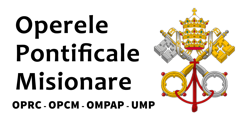 Operele
Pontificale
Misionare
OPRC - OPCM - OMPAP - UMP